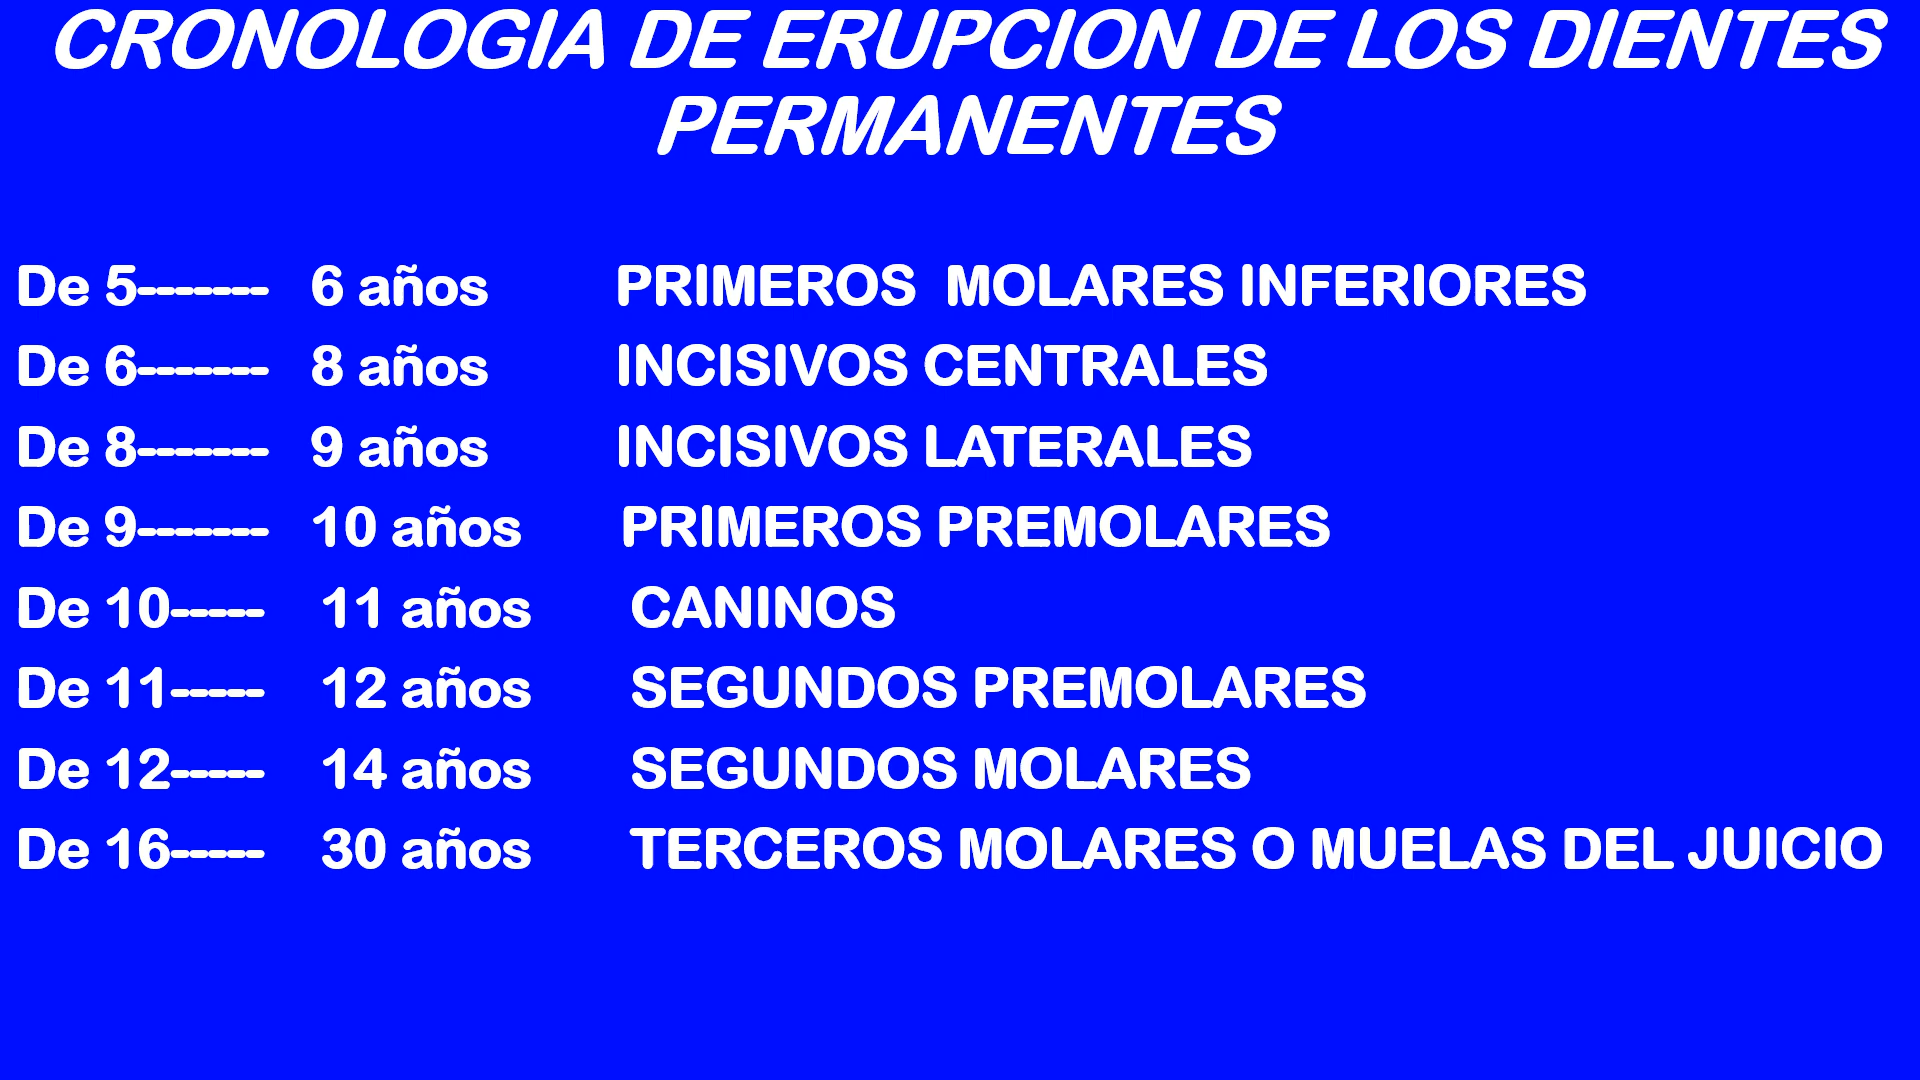 CRONOLOGIA DE ERUPCION DE LOS DIENTES
PERMANENTES
De 5------- 6 años PRIMEROS MOLARES INFERIORES
De 6------- 8 años INCISIVOS CENTRALES
De 8------- 9 años INCISIVOS LATERALES
De 9------- 10 años PRIMEROS PREMOLARES
De 10----- 11 años CANINOS
De 11----- 12 años SEGUNDOS PREMOLARES
De 12----- 14 años SEGUNDOS MOLARES
De 16----- 30 años TERCEROS MOLARES O MUELAS DEL JUICIO